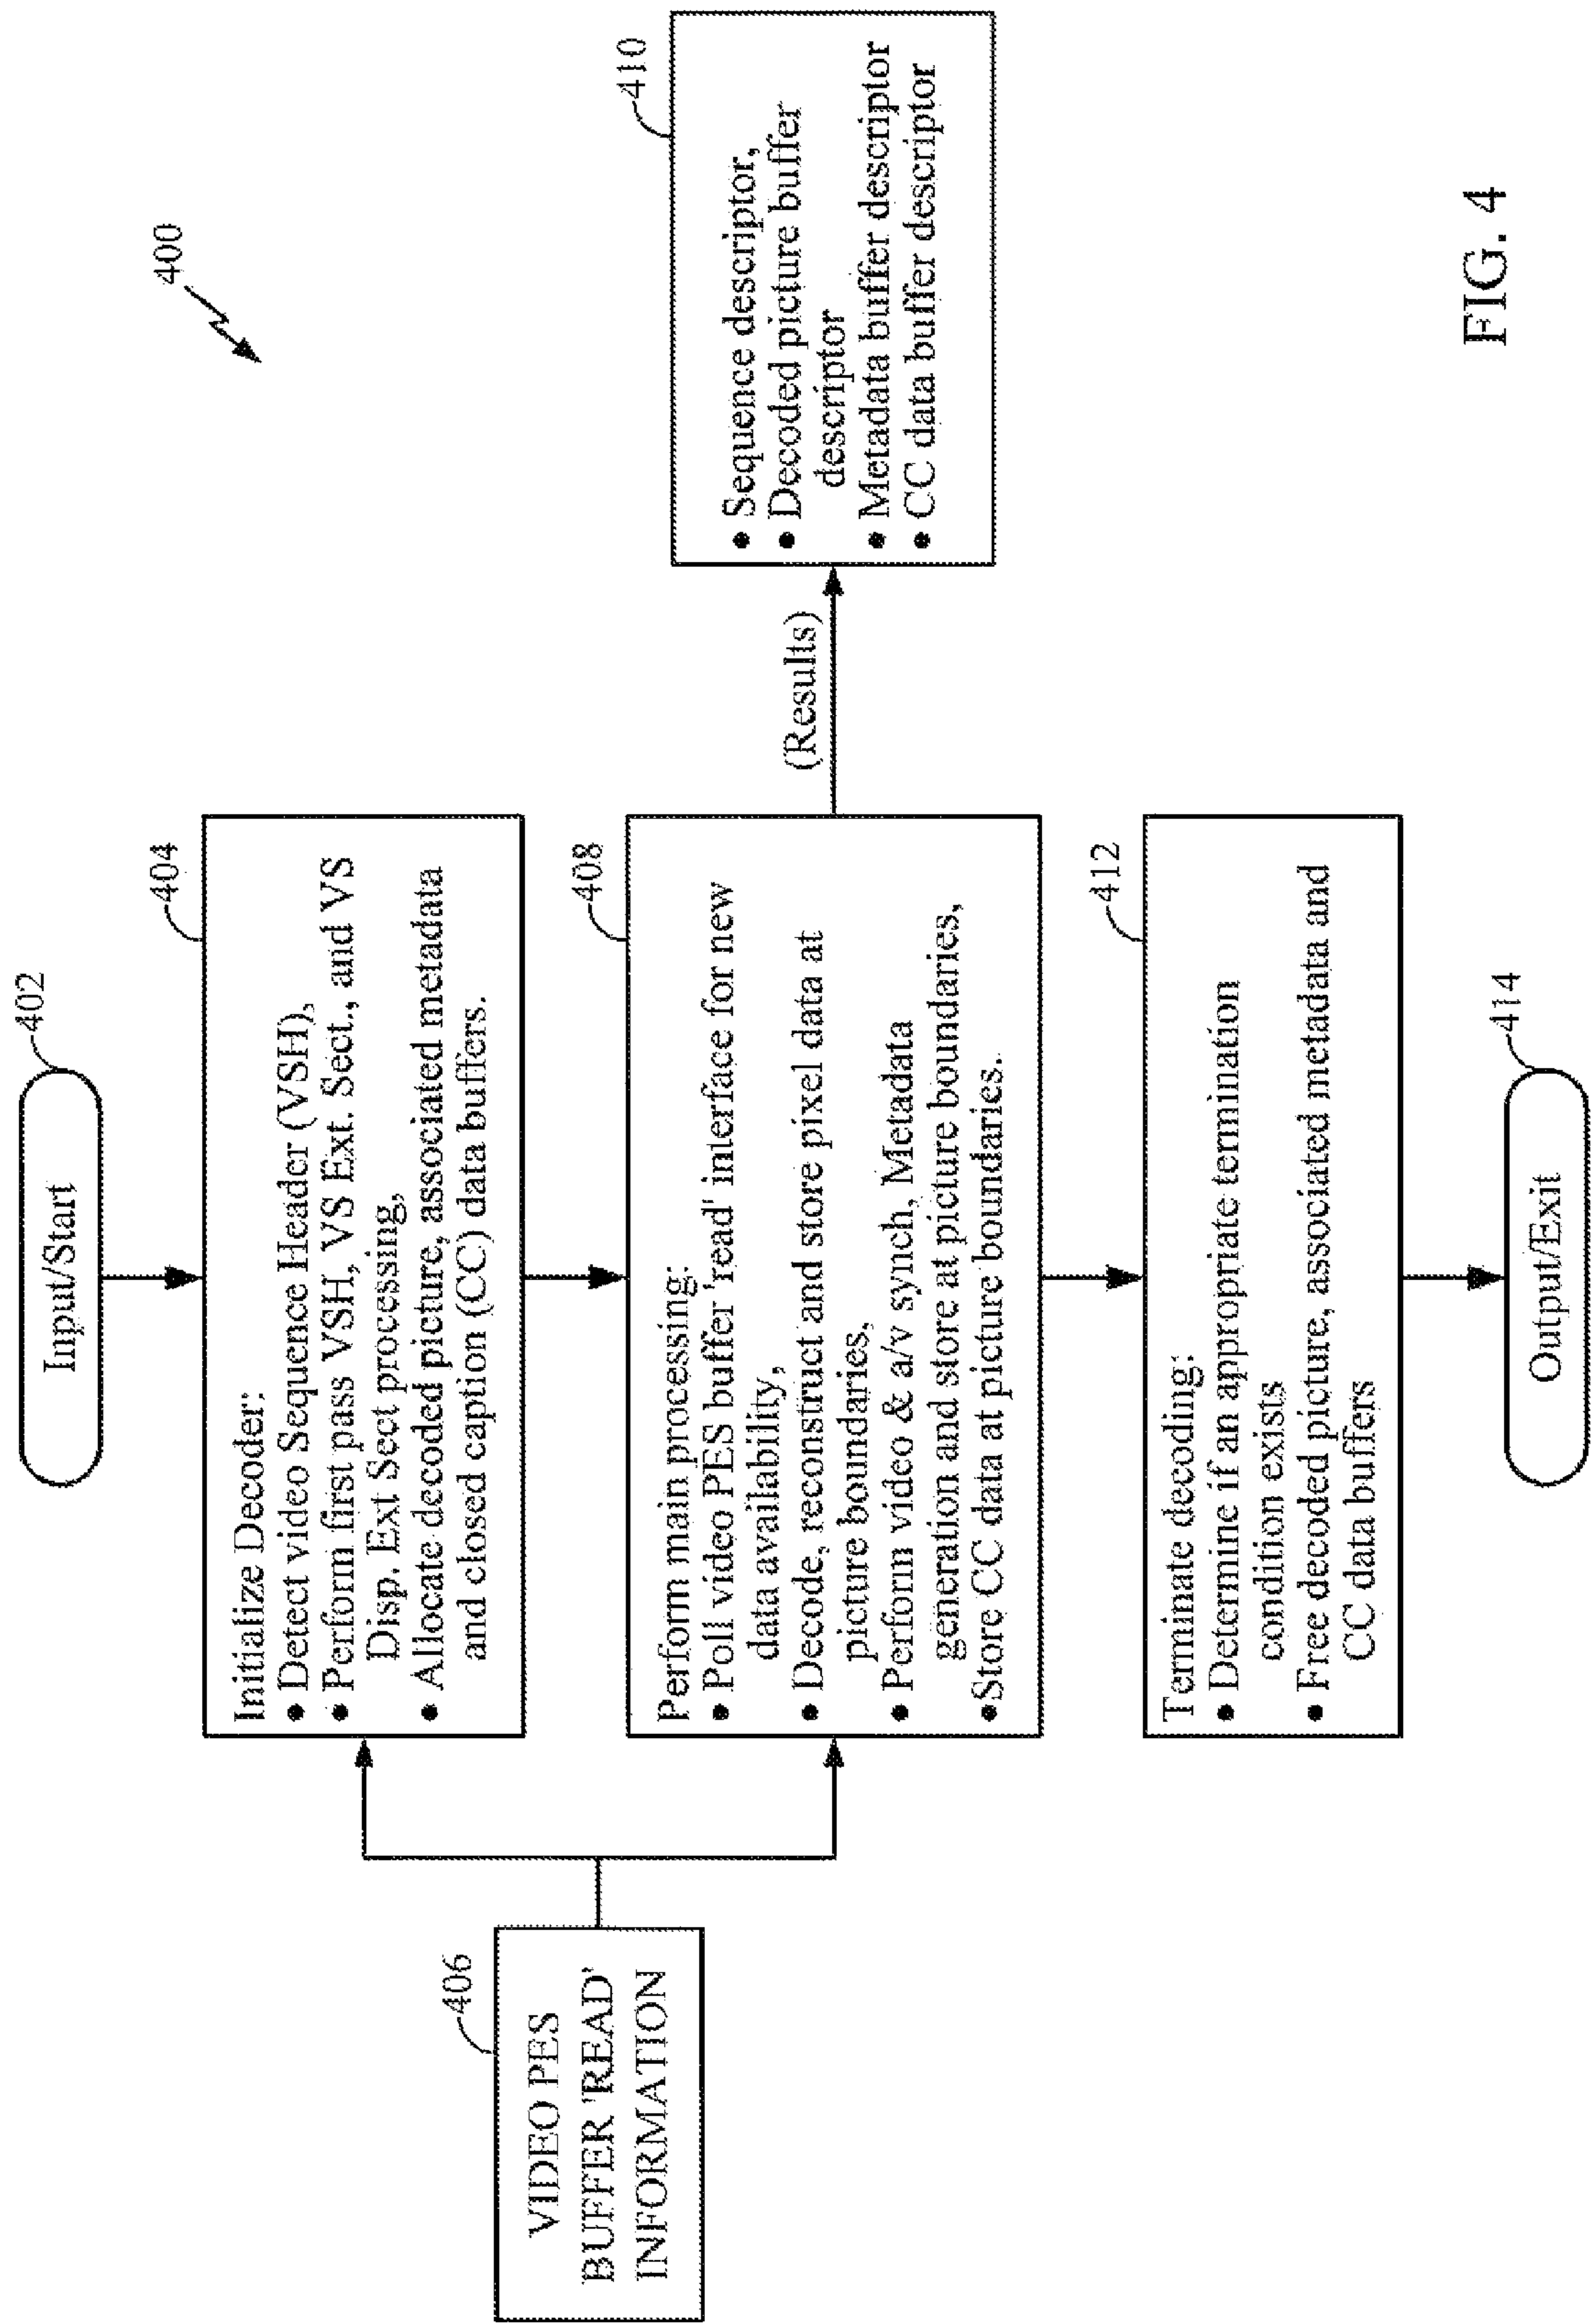 400
Input/Start
402
404
Initialize Decoder:
• Detect video Sequence Header (VSH),
• Perform first pass VSH, VS Ext. Sect., and VS
Disp. Ext Sect processing,
• Allocate decoded picture, associated metadata
and closed caption (CC) data buffers.
406
VIDEO PES
BUFFER 'READ'
INFORMATION
408
Perform main processing:
• Poll video PES buffer 'read' interface for new
data availability,
• Decode, reconstruct and store pixel data at
picture boundaries,
• Perform video & a/v synch, Metadata
generation and store at picture boundaries,
•Store CC data at picture boundaries.
(Results)
410
• Sequence descriptor,
• Decoded picture buffer
descriptor
• Metadata buffer descriptor
• CC data buffer descriptor
412
Terminate decoding:
• Determine if an appropriate termination
condition exists
• Free decoded picture, associated metadata and
CC data buffers
414
Output/Exit
FIG. 4